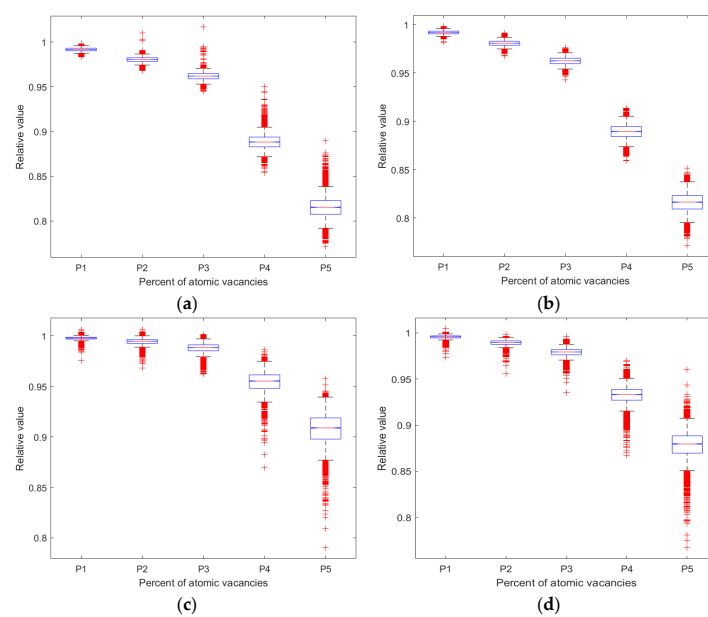 1
0.95
0.9
0.85
0.8
Relative value
P1 P2 P3 P4 P5
Percent of atomic vacancies
(a)
1
0.95
0.9
0.85
0.8
Relative value
P1 P2 P3 P4 P5
Percent of atomic vacancies
(b)
1
0.95
0.9
0.85
0.8
Relative value
P1 P2 P3 P4 P5
Percent of atomic vacancies
(c)
1
0.95
0.9
0.85
0.8
Relative value
P1 P2 P3 P4 P5
Percent of atomic vacancies
(d)